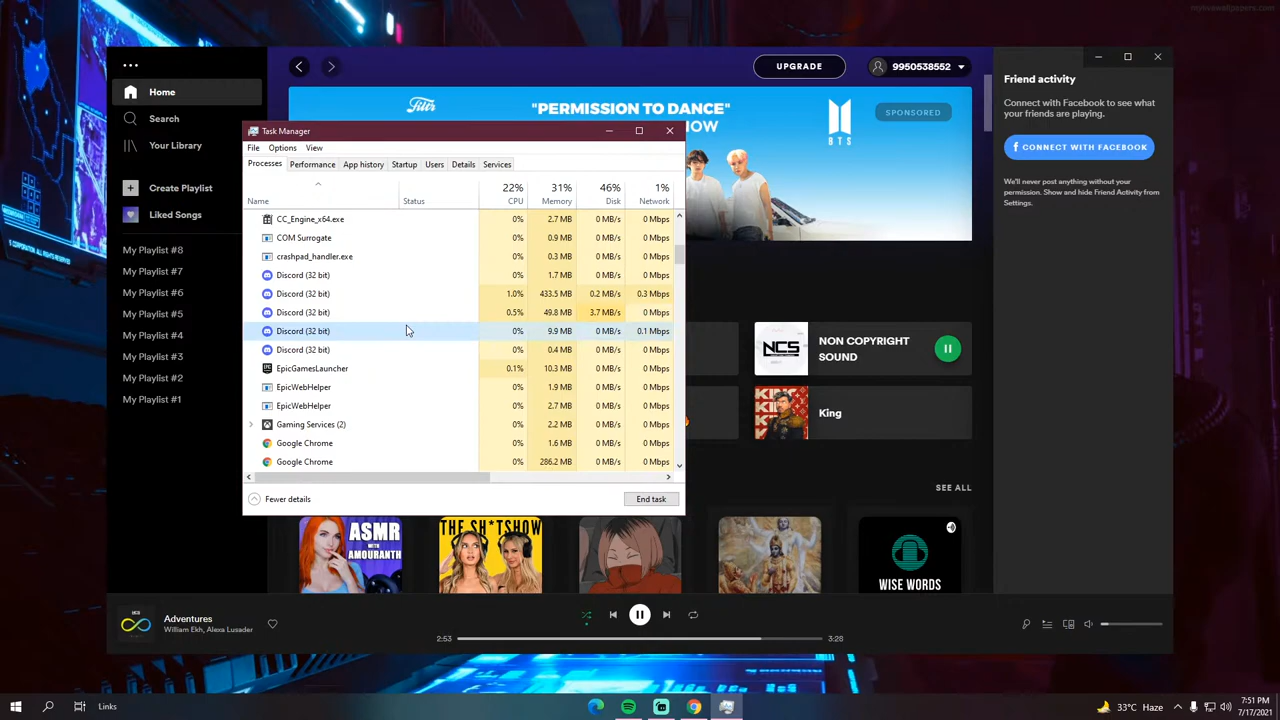 mylivewallpapers.com
Home
Search
Your Library
Create Playlist
Liked Songs
My Playlist #8
My Playlist #7
My Playlist #6
My Playlist #5
My Playlist #4
My Playlist #3
My Playlist #2
My Playlist #1
UPGRADE
9950538552
Filtr
"PERMISSION TO DANCE"
NOW
BTS
SPONSORED
Friend activity
Connect with Facebook to see what
your friends are playing.
f CONNECT WITH FACEBOOK
We'll never post anything without your
permission. Show and hide Friend Activity from
Settings.
Task Manager
File Options View
Processes Performance App history Startup Users Details Services
22% 31% 46% 1%
Name Status CPU Memory Disk Network
CC_Engine_x64.exe 0% 2.7 MB 0 MB/s 0 Mbps
COM Surrogate 0% 0.9 MB 0 MB/s 0 Mbps
crashpad_handler.exe 0% 0.3 MB 0 MB/s 0 Mbps
Discord (32 bit) 0% 1.7 MB 0 MB/s 0 Mbps
Discord (32 bit) 1.0% 433.5 MB 0.2 MB/s 0.3 Mbps
Discord (32 bit) 0.5% 49.8 MB 3.7 MB/s 0 Mbps
Discord (32 bit) 0% 9.9 MB 0 MB/s 0.1 Mbps
Discord (32 bit) 0% 0.4 MB 0 MB/s 0 Mbps
EpicGamesLauncher 0.1% 10.3 MB 0 MB/s 0 Mbps
EpicWebHelper 0% 1.9 MB 0 MB/s 0 Mbps
EpicWebHelper 0% 2.7 MB 0 MB/s 0 Mbps
Gaming Services (2) 0% 2.2 MB 0 MB/s 0 Mbps
Google Chrome 0% 1.6 MB 0 MB/s 0 Mbps
Google Chrome 0% 286.2 MB 0 MB/s 0 Mbps
Fewer details End task
NCS
NON COPYRIGHT
SOUND
KING
King
SEE ALL
ASMR
WITH
AMOURANTH
THE SH*TSHOW
WISE WORDS
Adventures
William Ekh, Alexa Lusader
2:53 3:28
Links
33°C Haze
7:51 PM
7/17/2021